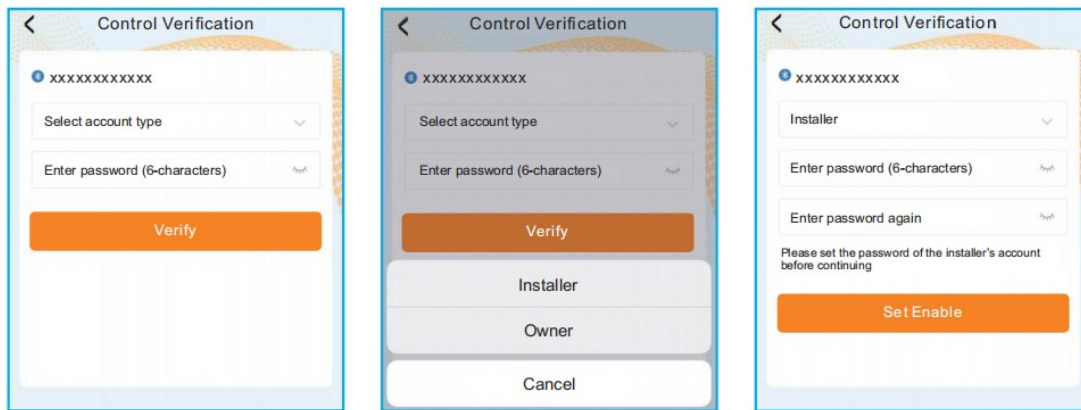 Control Verification
xxxxxxxxxxxx
Select account type
Enter password (6-characters)
Verify
Control Verification
xxxxxxxxxxxx
Select account type
Enter password (6-characters)
Verify
Installer
Owner
Cancel
Control Verification
xxxxxxxxxxxx
Installer
Enter password (6-characters)
Enter password again
Please set the password of the installer's account
before continuing
Set Enable